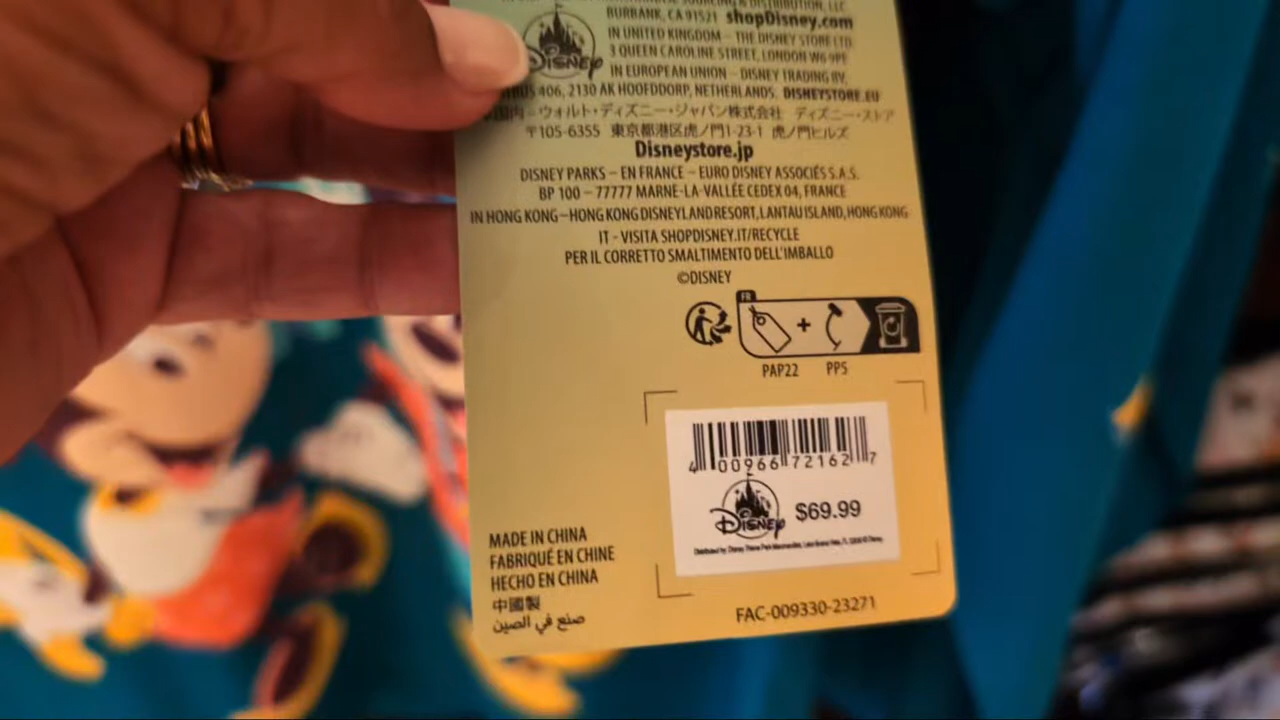 SOURCING & DISTRIBUTION, LLC.
BURBANK, CA 91521 shopDisney.com
IN UNITED KINGDOM – THE DISNEY STORE LTD.
3 QUEEN CAROLINE STREET, LONDON W6 9PE
Disney
IN EUROPEAN UNION – DISNEY TRADING BV.
406, 2130 AK HOOFDDORP, NETHERLANDS. DISNEYSTORE.EU
国内－ウォルト・ディズニー・ジャパン株式会社 ディズニー・ストア
〒105-6355 東京都港区虎ノ門1-23-1 虎ノ門ヒルズ
Disneystore.jp
DISNEY PARKS – EN FRANCE – EURO DISNEY ASSOCIÉS S.A.S.
BP 100 – 77777 MARNE-LA-VALLÉE CEDEX 04, FRANCE
IN HONG KONG – HONG KONG DISNEYLAND RESORT, LANTAU ISLAND, HONG KONG
IT - VISITA SHOPDISNEY.IT/RECYCLE
PER IL CORRETTO SMALTIMENTO DELL'IMBALLO
©DISNEY
FR
+
PAP22 PP5
4 00966 72162 7
Disney $69.99
MADE IN CHINA
FABRIQUÉ EN CHINE
HECHO EN CHINA
中國製
صنع في الصين
FAC-009330-23271